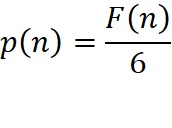 p(n) = F(n)/6